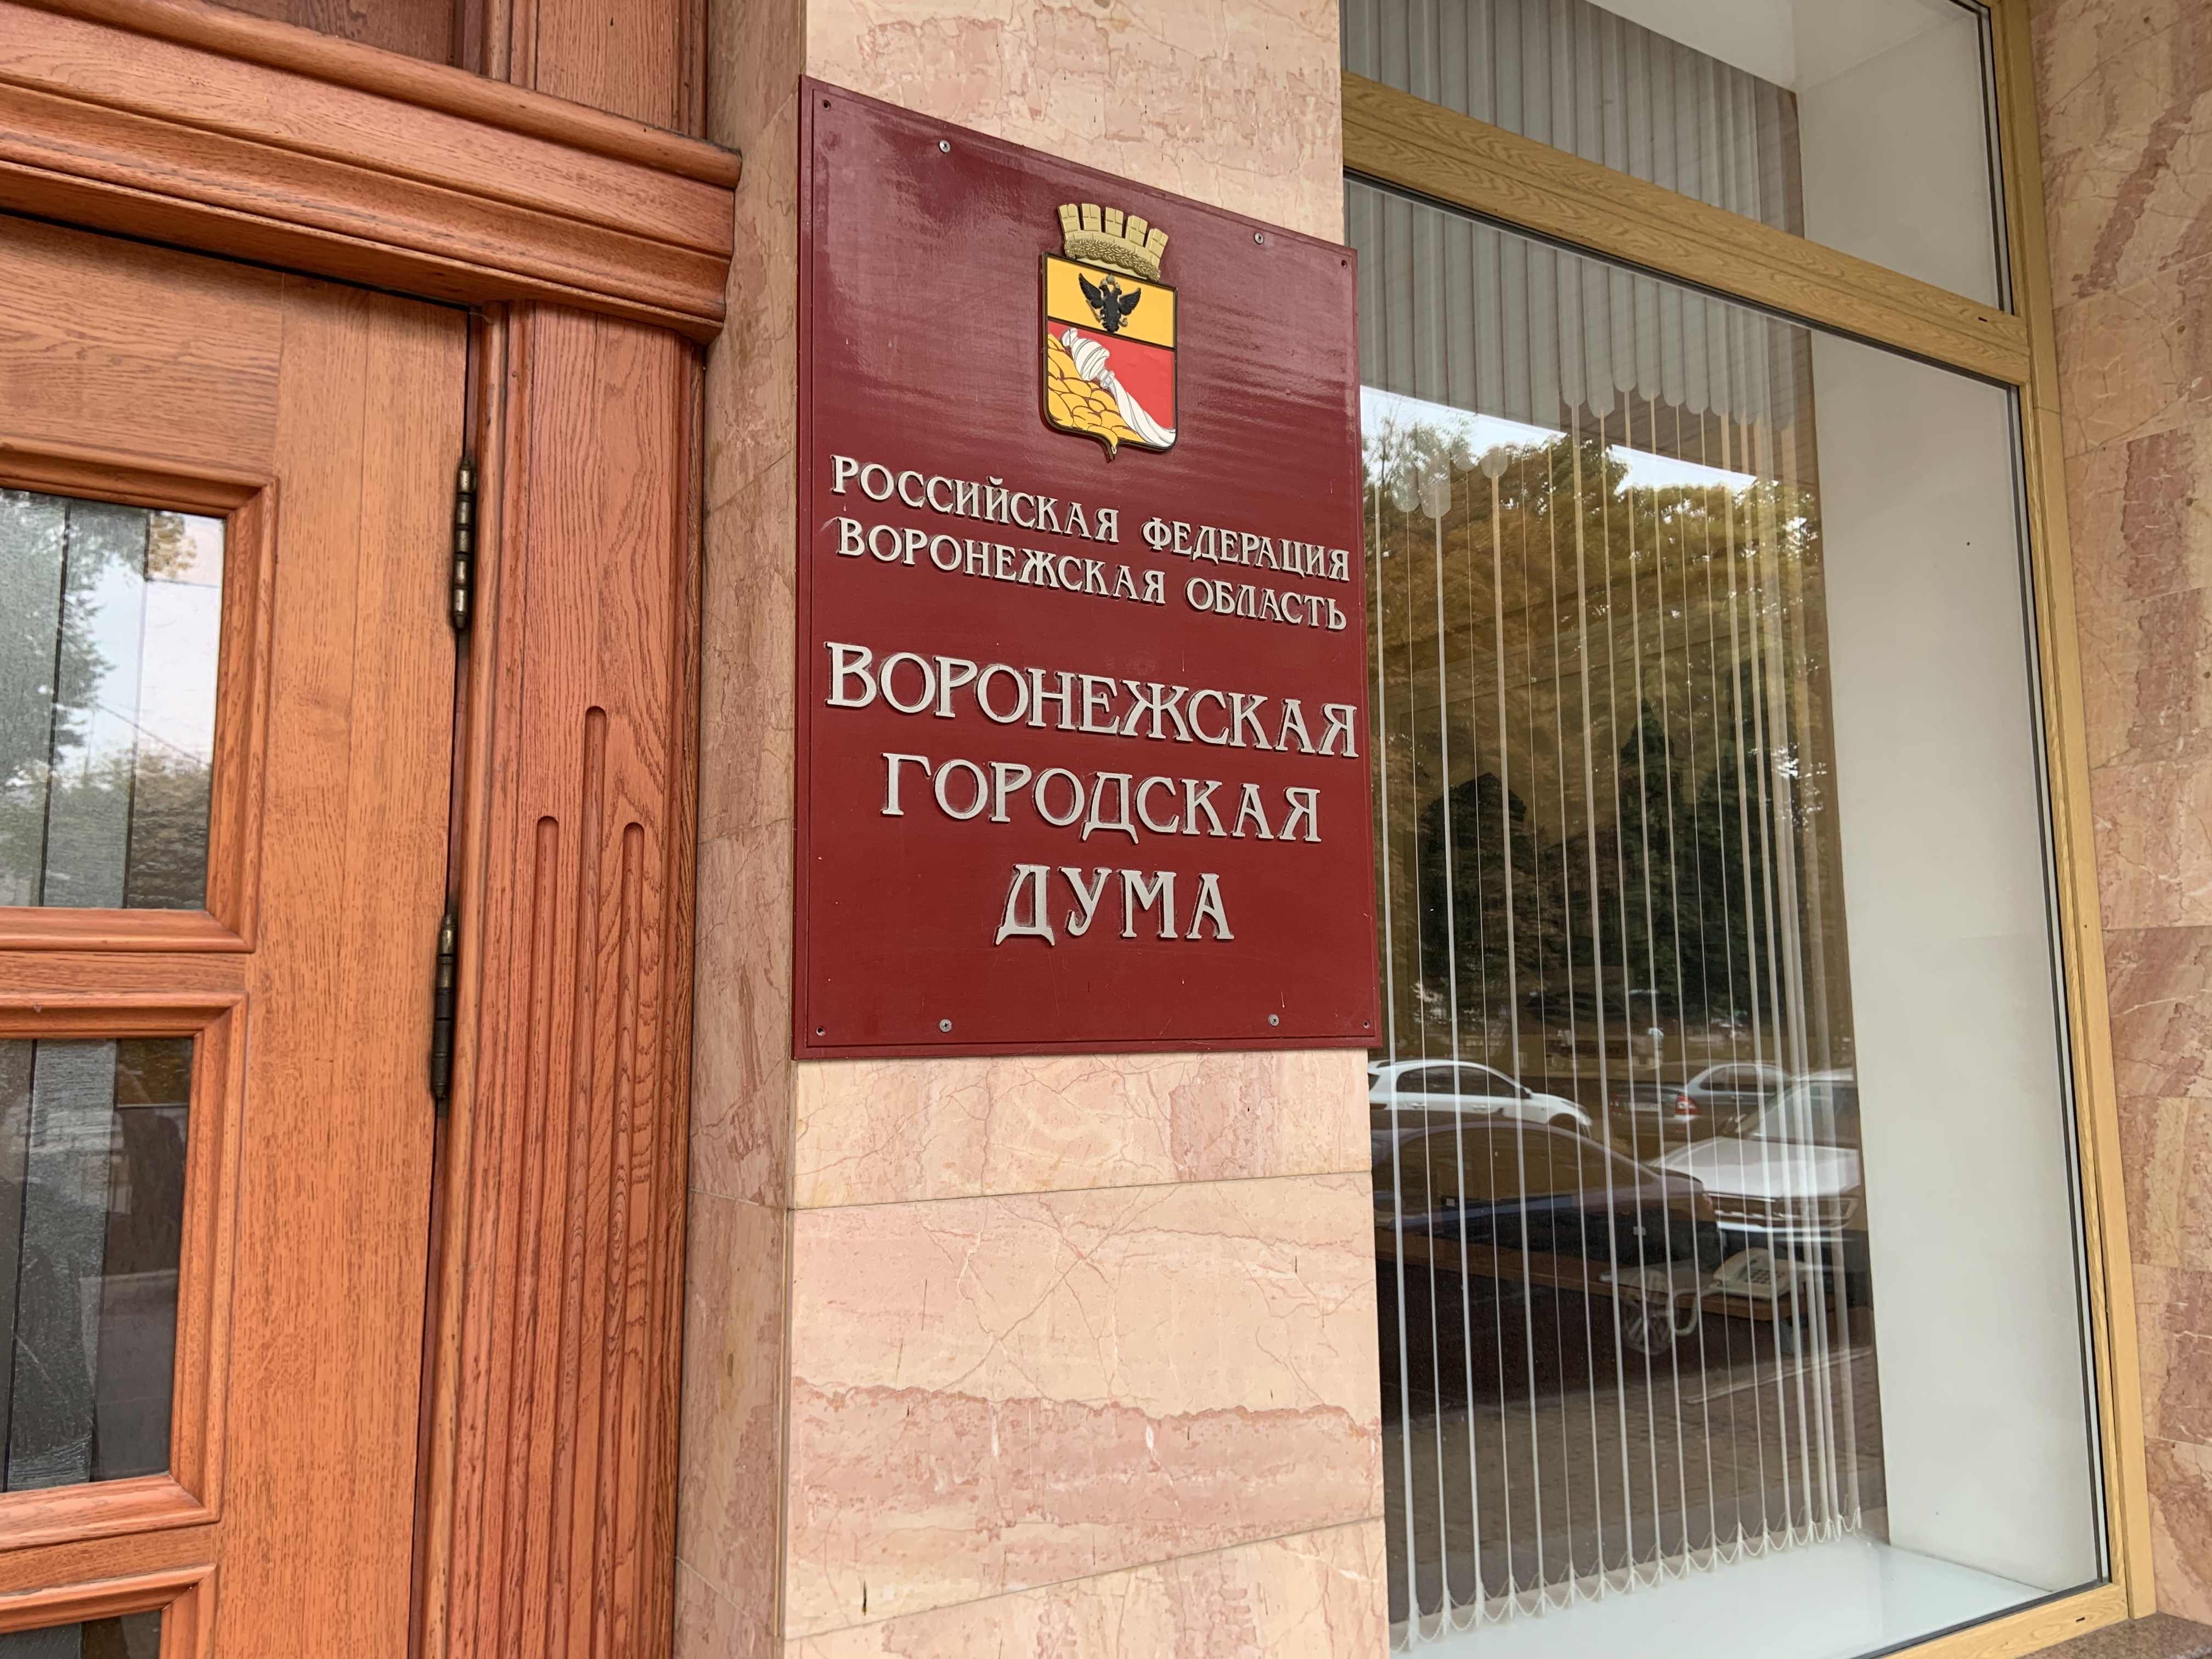 РОССИЙСКАЯ ФЕДЕРАЦИЯ
ВОРОНЕЖСКАЯ ОБЛАСТЬ
ВОРОНЕЖСКАЯ
ГОРОДСКАЯ
ДУМА